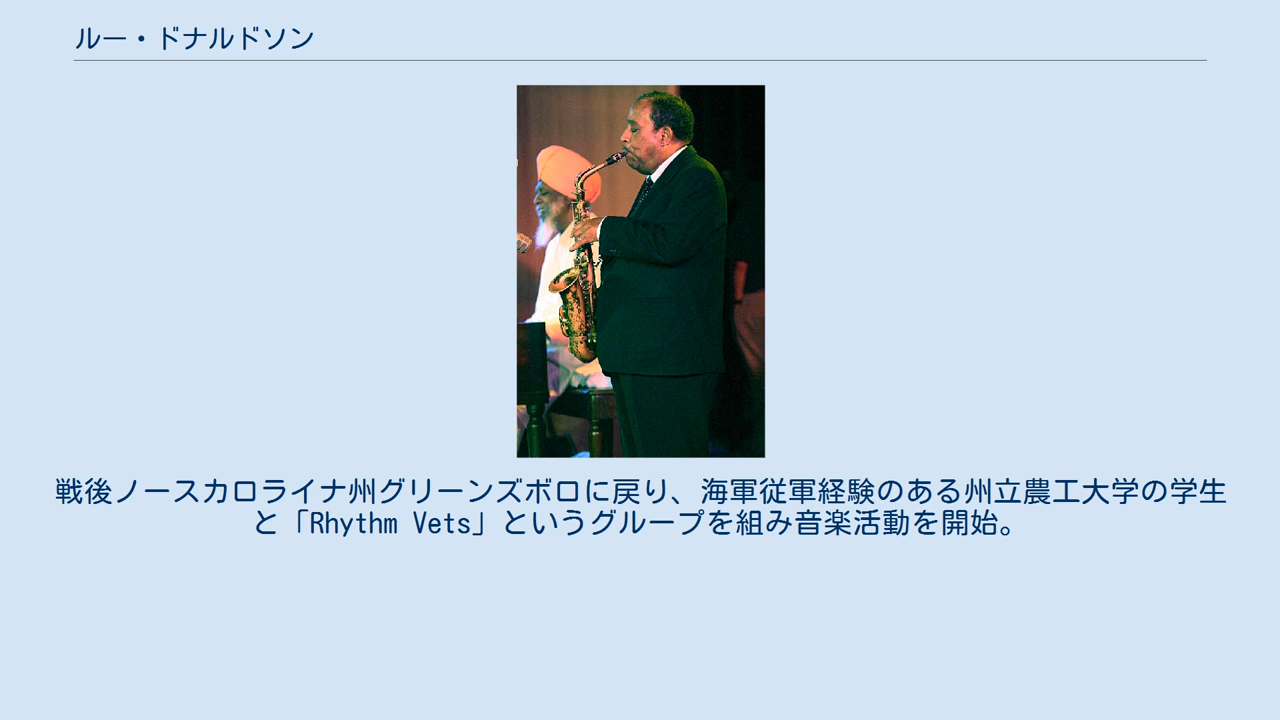 ルー・ドナルドソン
戦後ノースカロライナ州グリーンズボロに戻り、海軍従軍経験のある州立農工大学の学生
と「Rhythm Vets」というグループを組み音楽活動を開始。